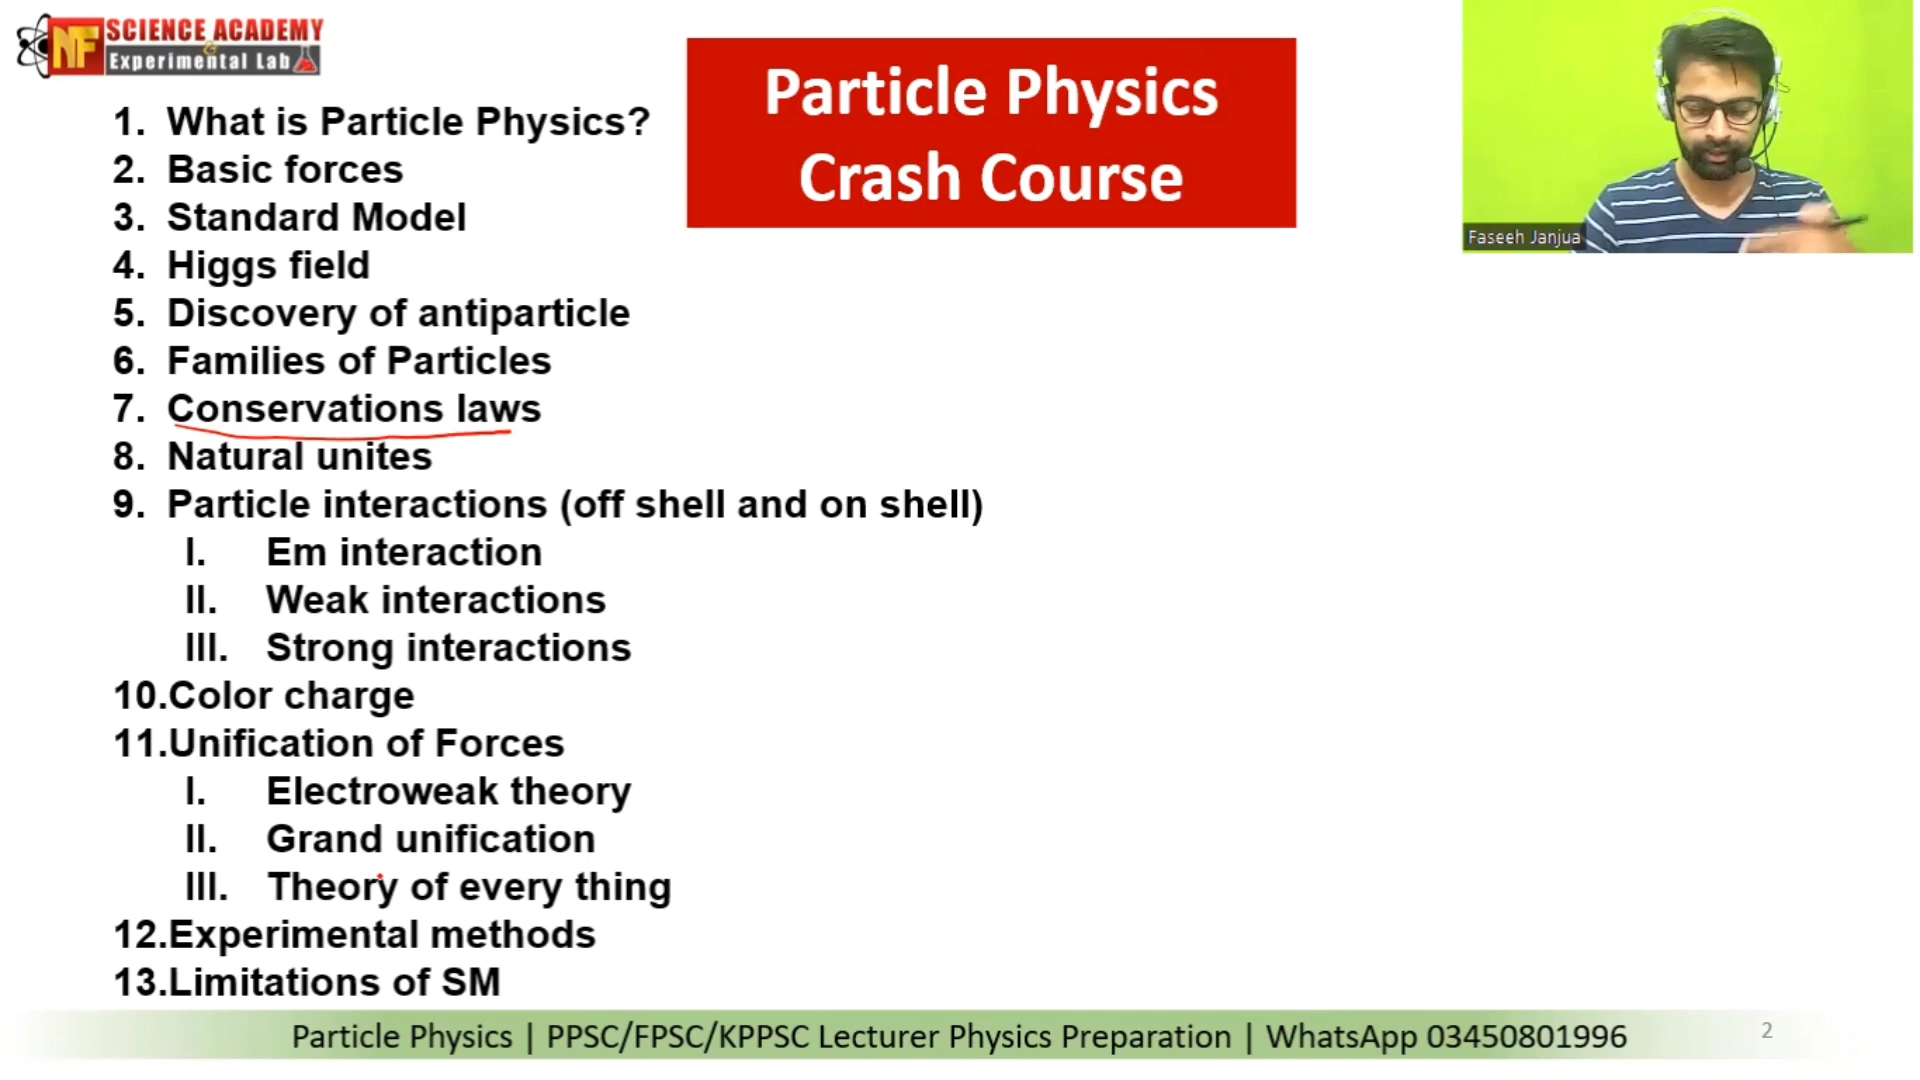 NF SCIENCE ACADEMY
&
Experimental Lab
Particle Physics
Crash Course
Faseeh Janjua
1. What is Particle Physics?
2. Basic forces
3. Standard Model
4. Higgs field
5. Discovery of antiparticle
6. Families of Particles
7. Conservations laws
8. Natural unites
9. Particle interactions (off shell and on shell)
I. Em interaction
II. Weak interactions
III. Strong interactions
10.Color charge
11.Unification of Forces
I. Electroweak theory
II. Grand unification
III. Theory of every thing
12.Experimental methods
13.Limitations of SM
Particle Physics | PPSC/FPSC/KPPSC Lecturer Physics Preparation | WhatsApp 03450801996
2